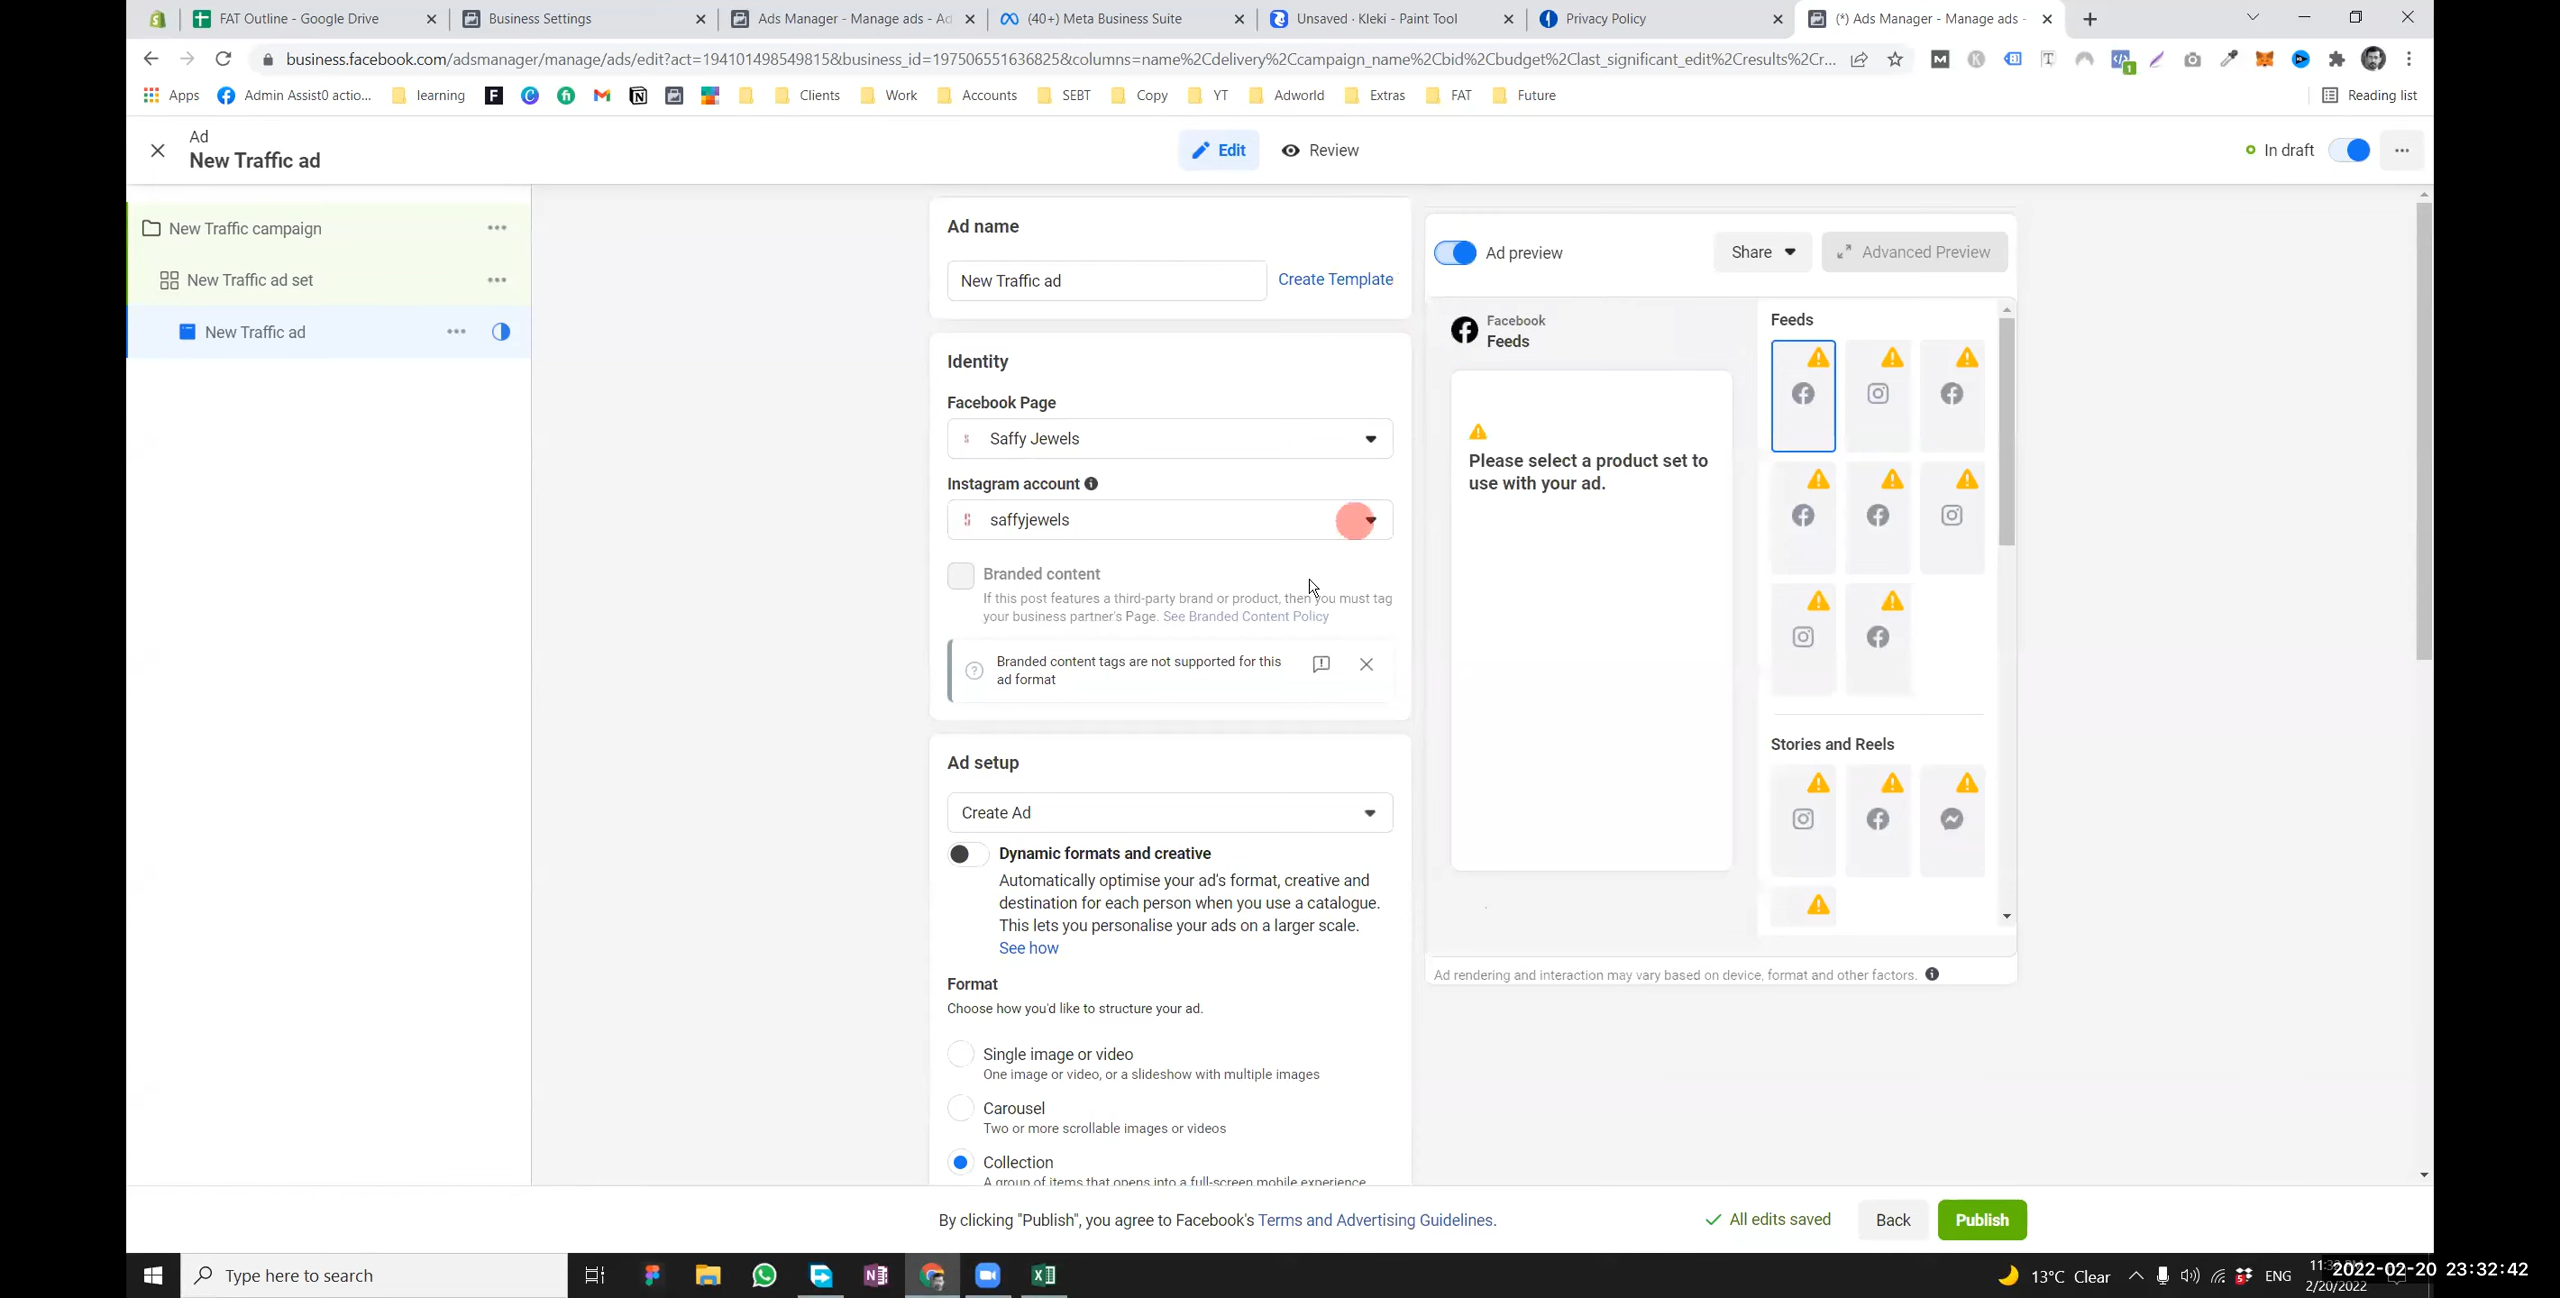 FAT Outline - Google Drive
Business Settings
Ads Manager - Manage ads - Ad
(40+) Meta Business Suite
Unsaved · Kleki - Paint Tool
Privacy Policy
(*) Ads Manager - Manage ads -
business.facebook.com/adsmanager/manage/ads/edit?act=194101498549815&business_id=197506551636825&columns=name%2Cdelivery%2Ccampaign_name%2Cbid%2Cbudget%2Clast_significant_edit%2Cresults%2Cr...
Apps
Admin Assist0 actio...
learning
Clients
Work
Accounts
SEBT
Copy
YT
Adworld
Extras
FAT
Future
Reading list
Ad
New Traffic ad
Edit
Review
In draft
New Traffic campaign
New Traffic ad set
New Traffic ad
Ad name
New Traffic ad
Create Template
Identity
Facebook Page
Saffy Jewels
Instagram account
saffyjewels
Branded content
If this post features a third-party brand or product, then you must tag
your business partner's Page. See Branded Content Policy
Branded content tags are not supported for this
ad format
Ad setup
Create Ad
Dynamic formats and creative
Automatically optimise your ad's format, creative and
destination for each person when you use a catalogue.
This lets you personalise your ads on a larger scale.
See how
Format
Choose how you'd like to structure your ad.
Single image or video
One image or video, or a slideshow with multiple images
Carousel
Two or more scrollable images or videos
Collection
A group of items that opens into a full-screen mobile experience
Ad preview
Share
Advanced Preview
Facebook
Feeds
Please select a product set to
use with your ad.
Feeds
Stories and Reels
Ad rendering and interaction may vary based on device, format and other factors.
By clicking "Publish", you agree to Facebook's Terms and Advertising Guidelines.
All edits saved
Back
Publish
Type here to search
13°C Clear
ENG
2/20/2022
2022-02-20 23:32:42